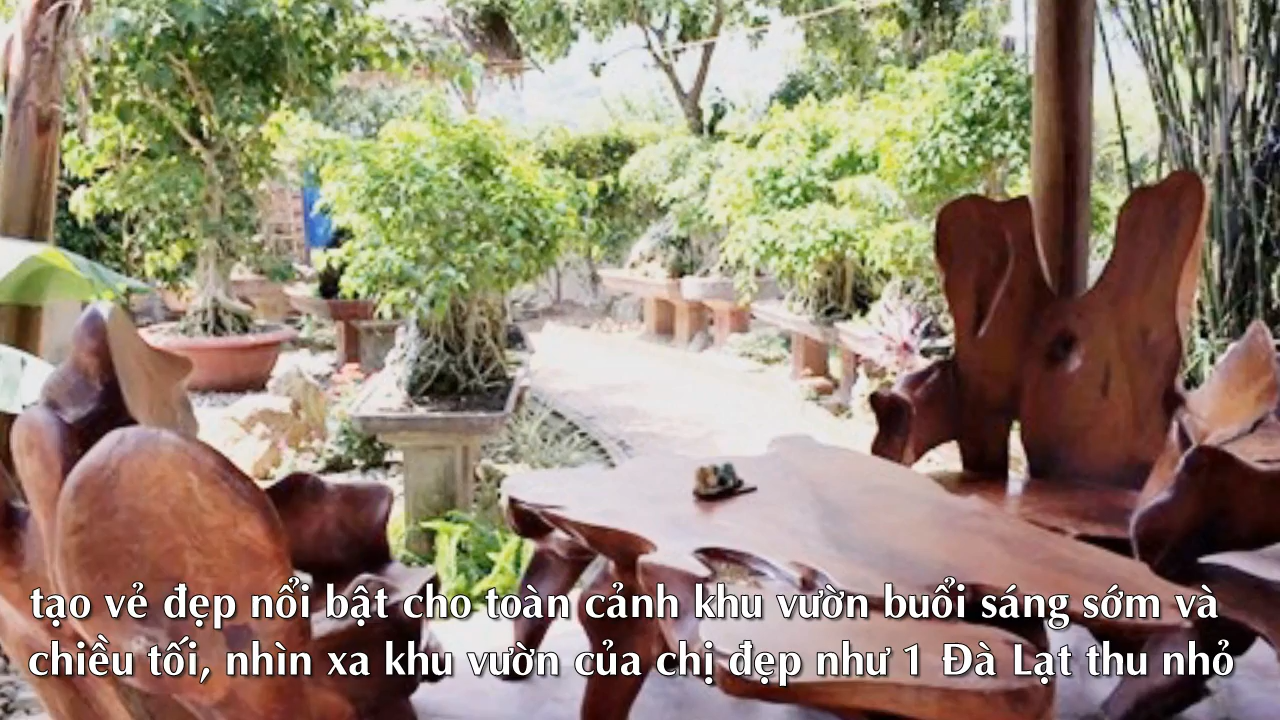 tạo vẻ đẹp nổi bật cho toàn cảnh khu vườn buổi sáng sớm và
chiều tối, nhìn xa khu vườn của chị đẹp như 1 Đà Lạt thu nhỏ